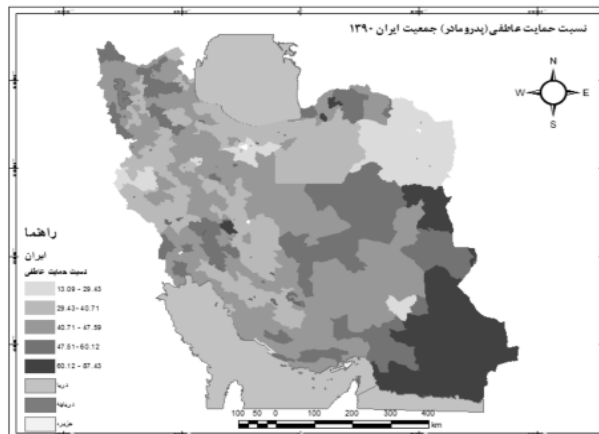 نسبت حمایت عاطفی (پدرومادر) جمعیت ایران ۱۳۹۰
N
W E
S
راهنما
ایران
نسبت حمایت عاطفی
13.09 - 29.43
29.43 - 40.71
40.71 - 47.59
47.51 - 60.12
60.12 - 87.43
دریا
دریاچه
جزیره
100 50 0 100 200 300 400
km